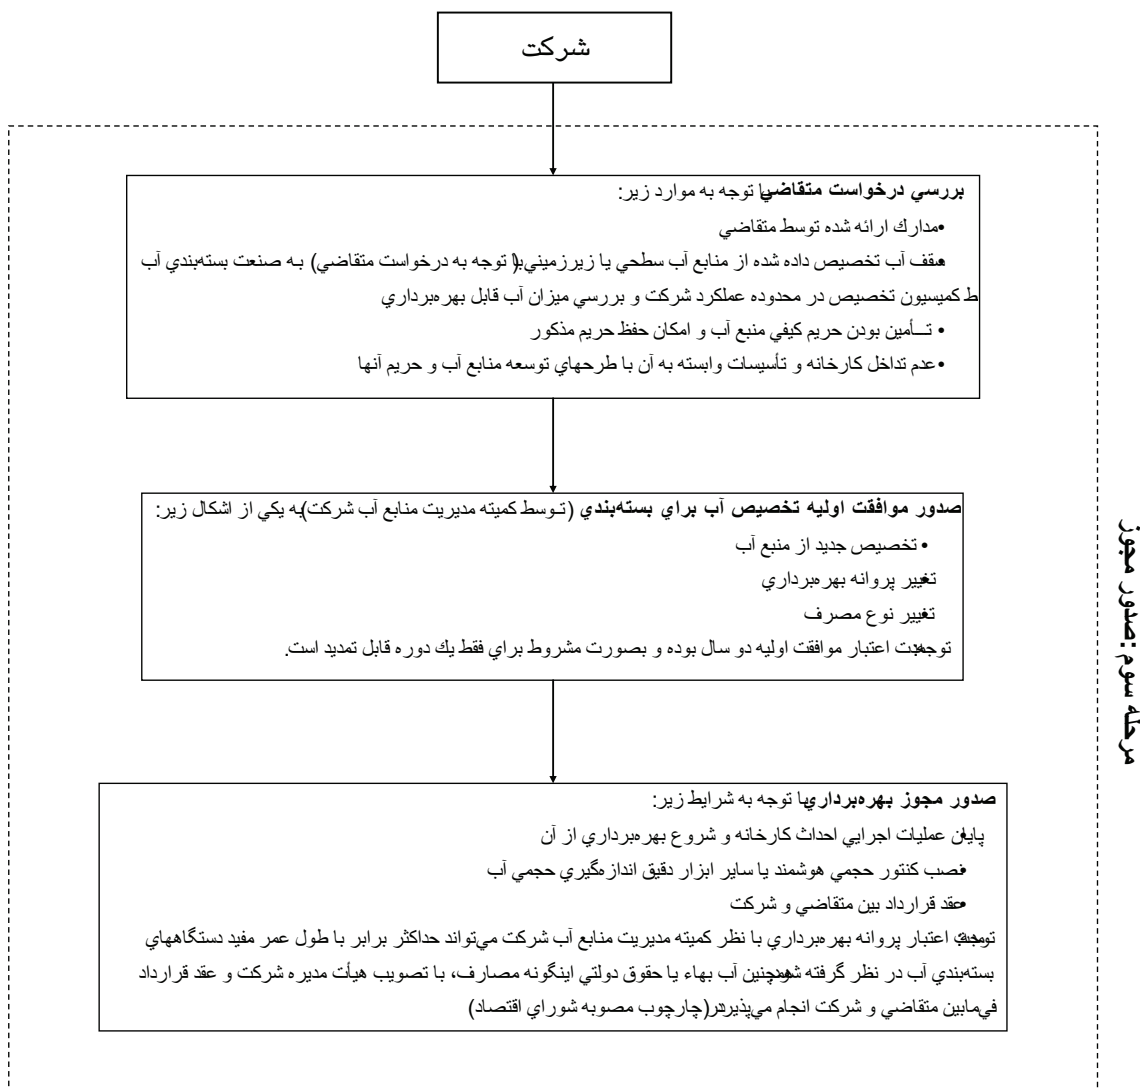 شرکت
بررسي درخواست متقاضي با توجه به موارد زير:
•مدارك ارائه شده توسط متقاضي
•سقف آب تخصيص داده شده از منابع آب سطحي يا زيرزميني (با توجه به درخواست متقاضي) به صنعت بسته‌بندي آب
ط كميسيون تخصيص در محدوده عملكرد شركت و بررسي ميزان آب قابل بهره‌برداري
• تـــأمين بودن حريم كيفي منبع آب و امكان حفظ حريم مذكور
•عدم تداخل كارخانه و تأسيسات وابسته به آن با طرحهاي توسعه منابع آب و حريم آنها
صدور موافقت اوليه تخصيص آب براي بسته‌بندي (تـوسط كميته مديريت منابع آب شركت) به يكي از اشكال زير:
• تخصيص جديد از منبع آب
•تغيير پروانه بهره‌برداري
•تغيير نوع مصرف
توجه: مدت اعتبار موافقت اوليه دو سال بوده و بصورت مشروط براي فقط يك دوره قابل تمديد است.
صدور مجوز بهره‌برداري با توجه به شرايط زير:
•پايان عمليات اجرايي احداث كارخانه و شروع بهره‌برداري از آن
•نصب كنتور حجمي هوشمند يا ساير ابزار دقيق اندازه‌گيري حجمي آب
•عقد قرارداد بين متقاضي و شركت
توجه: مدت اعتبار پروانه بهره‌برداري با نظر كميته مديريت منابع آب شركت مي‌تواند حداكثر برابر با طول عمر مفيد دستگاههاي
بسته‌بندي آب در نظر گرفته شود. همچنين آب بهاء يا حقوق دولتي اينگونه مصارف، با تصويب هيأت مديره شركت و عقد قرارداد
في‌مابين متقاضي و شركت انجام مي‌پذيرد. (در چارچوب مصوبه شوراي اقتصاد)
مرحله سوم :صدور مجوز